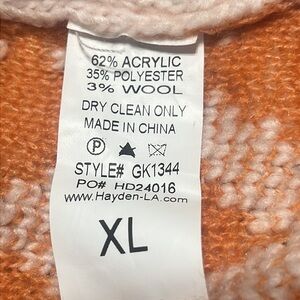 62% ACRYLIC
35% POLYESTER
3% WOOL
DRY CLEAN ONLY
MADE IN CHINA
P
STYLE# GK1344
PO# HD24016
www.Hayden-LA.com
XL